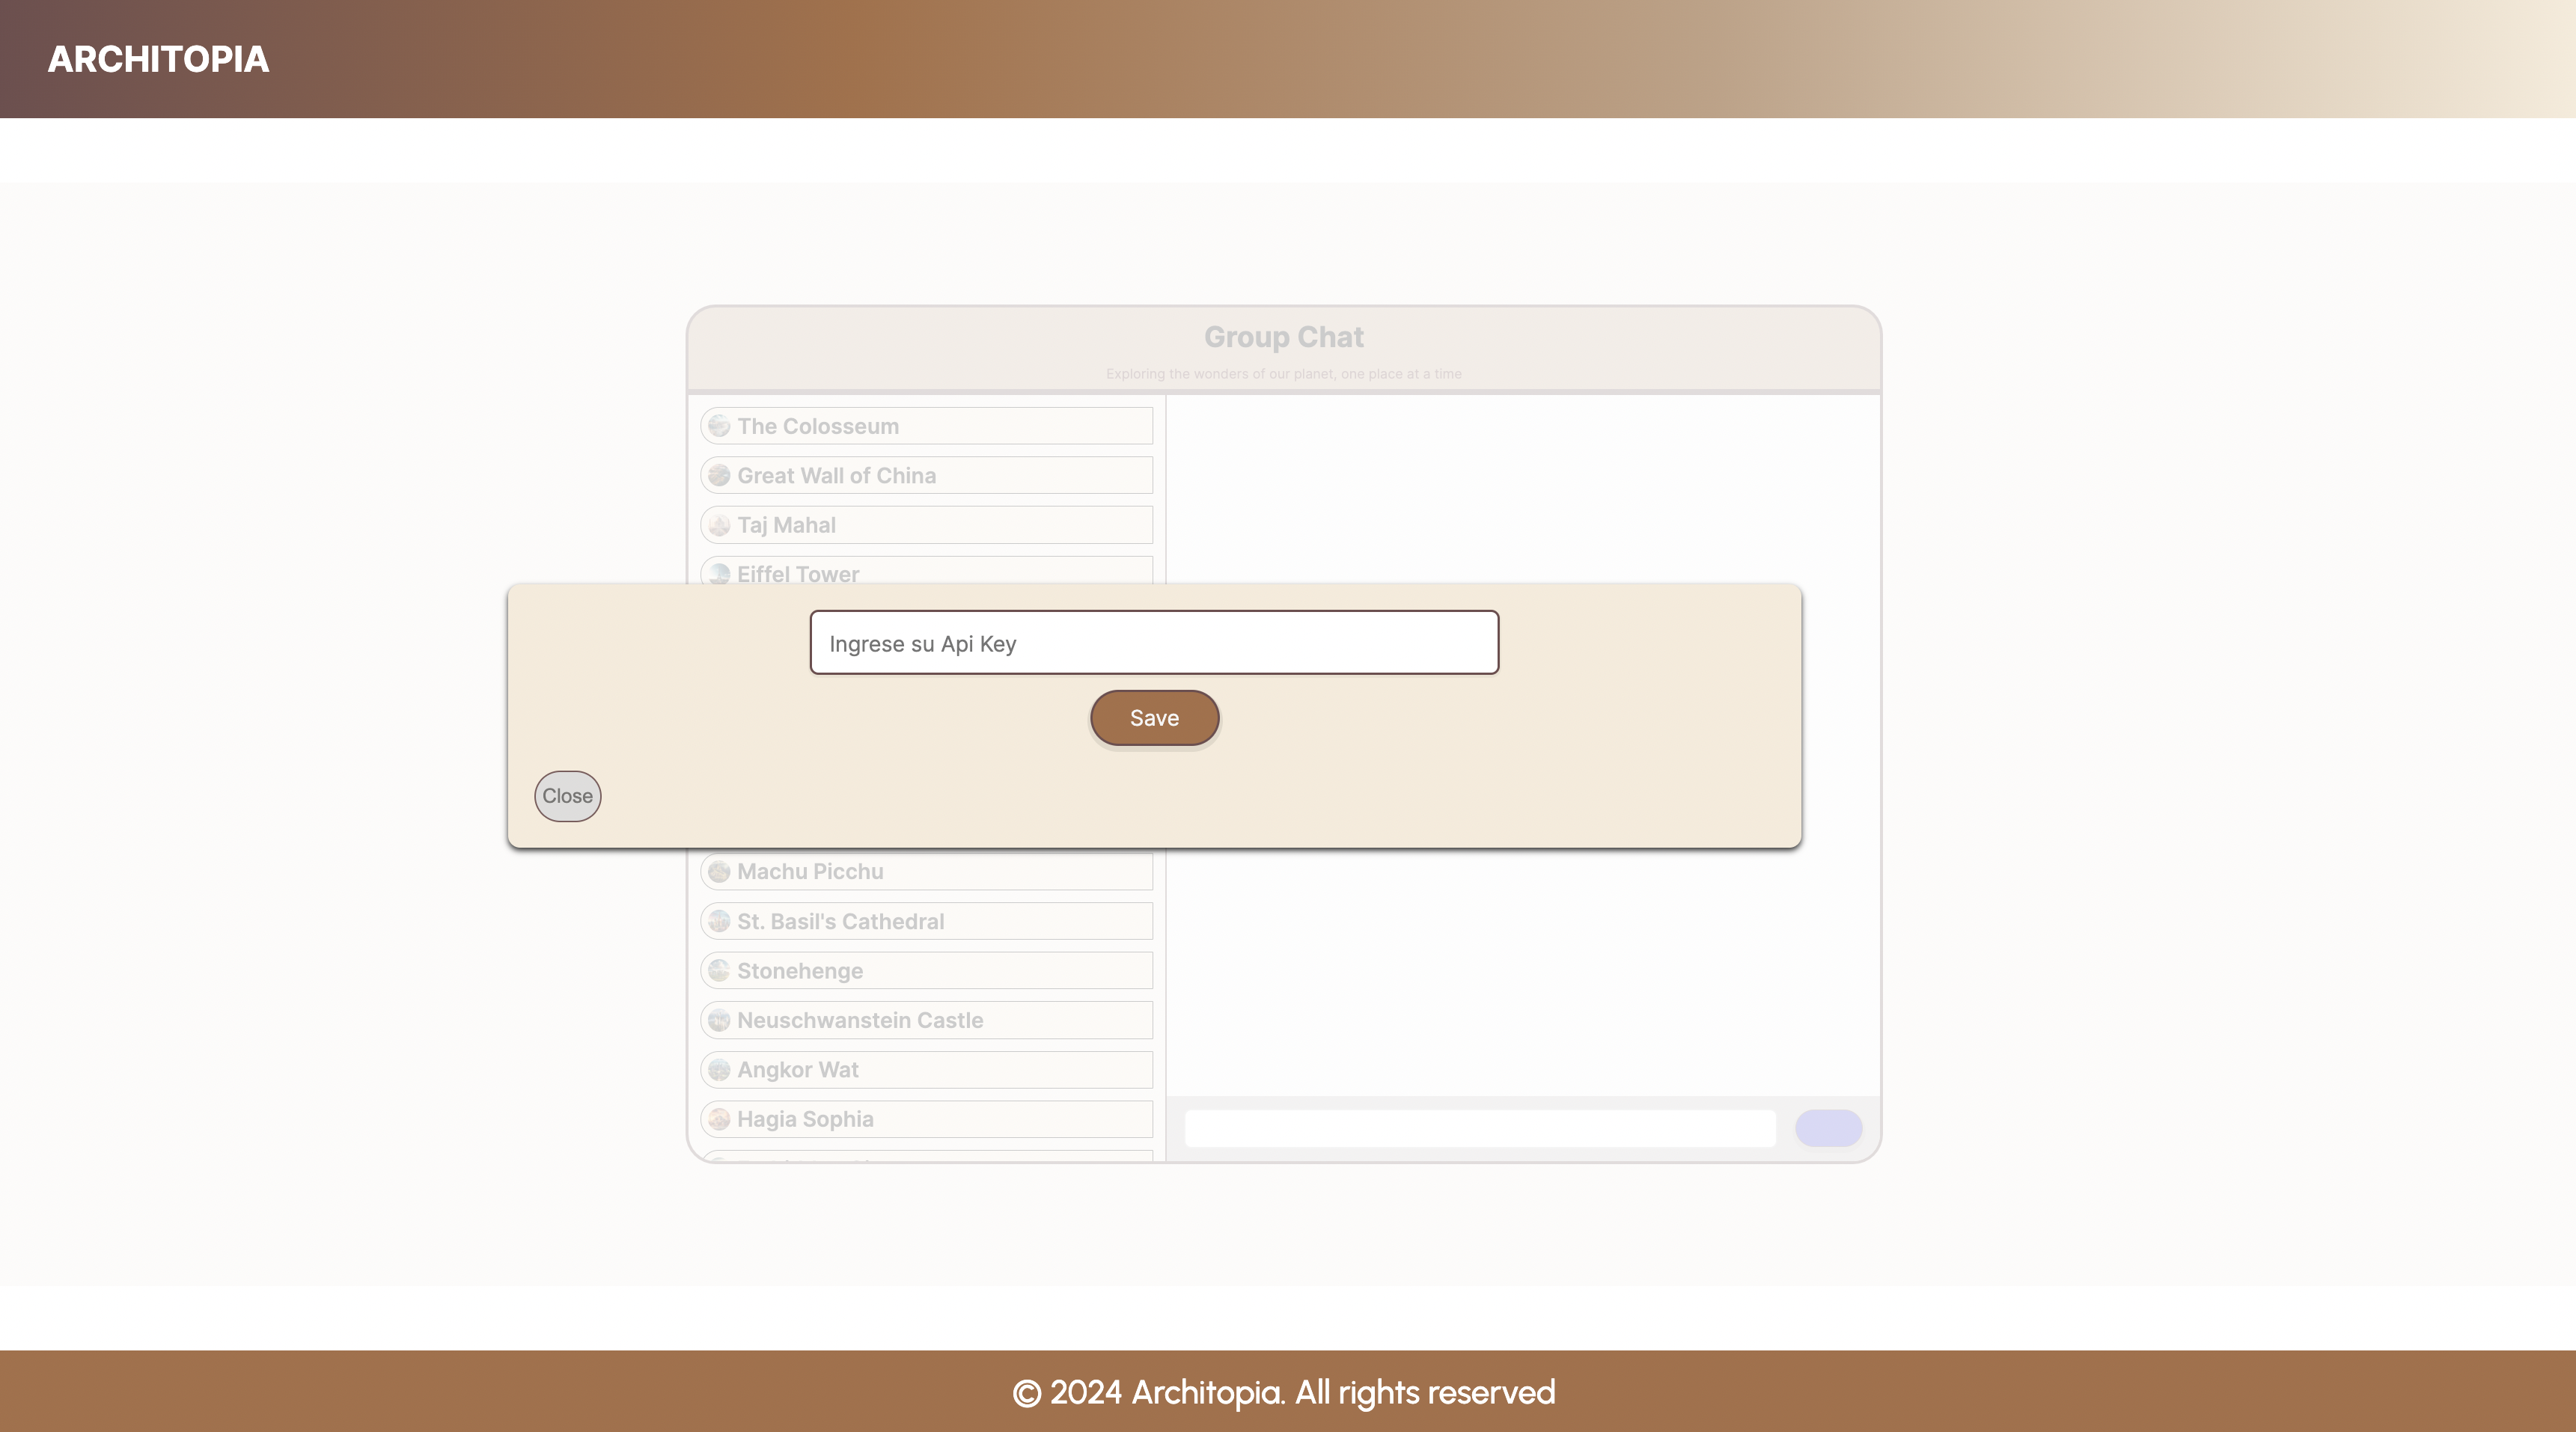 ARCHITOPIA
Group Chat
Exploring the wonders of our planet, one place at a time
The Colosseum
Great Wall of China
Taj Mahal
Eiffel Tower
Ingrese su Api Key
Save
Close
Machu Picchu
St. Basil's Cathedral
Stonehenge
Neuschwanstein Castle
Angkor Wat
Hagia Sophia
© 2024 Architopia. All rights reserved